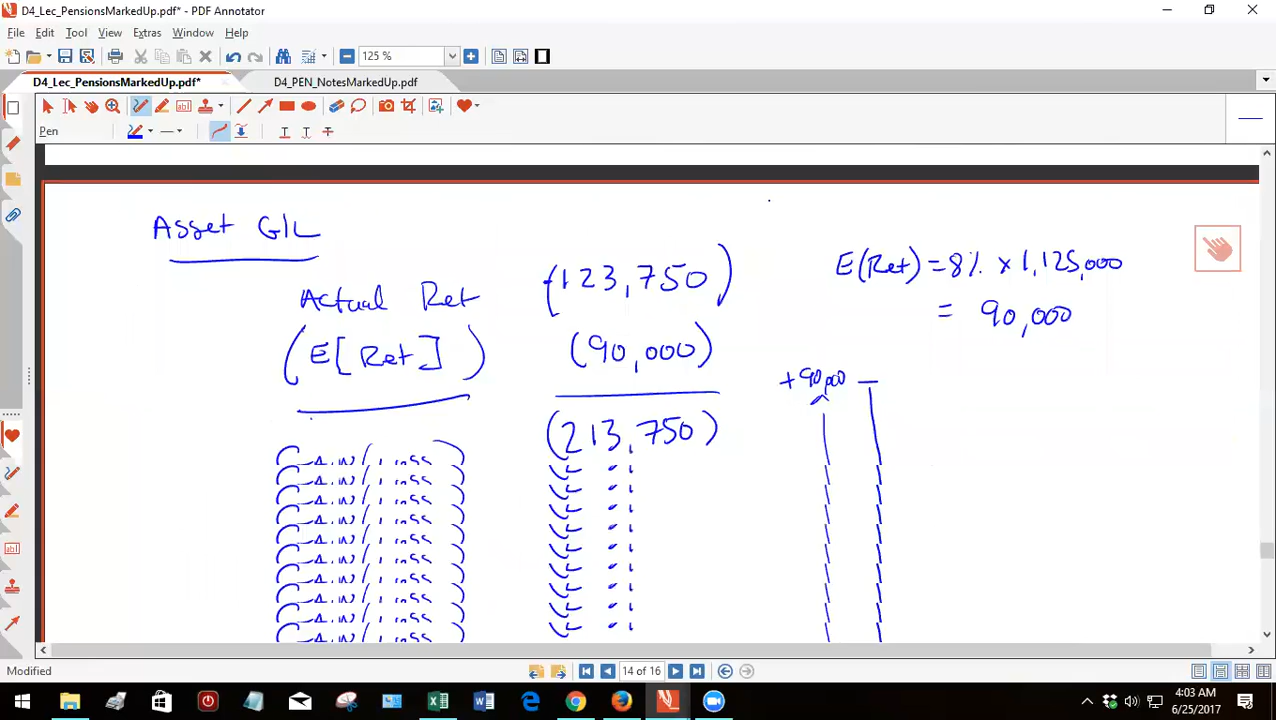 D4_Lec_PensionsMarkedUp.pdf* - PDF Annotator
File Edit Tool View Extras Window Help
125 %
D4_Lec_PensionsMarkedUp.pdf* D4_PEN_NotesMarkedUp.pdf
Pen
Asset G/L
Actual Ret (123,750)
(E[Ret]) (90,000)
(213,750)
E(Ret) = 8% x 1,125,000
= 90,000
+90,000
Modified
14 of 16
4:03 AM
6/25/2017